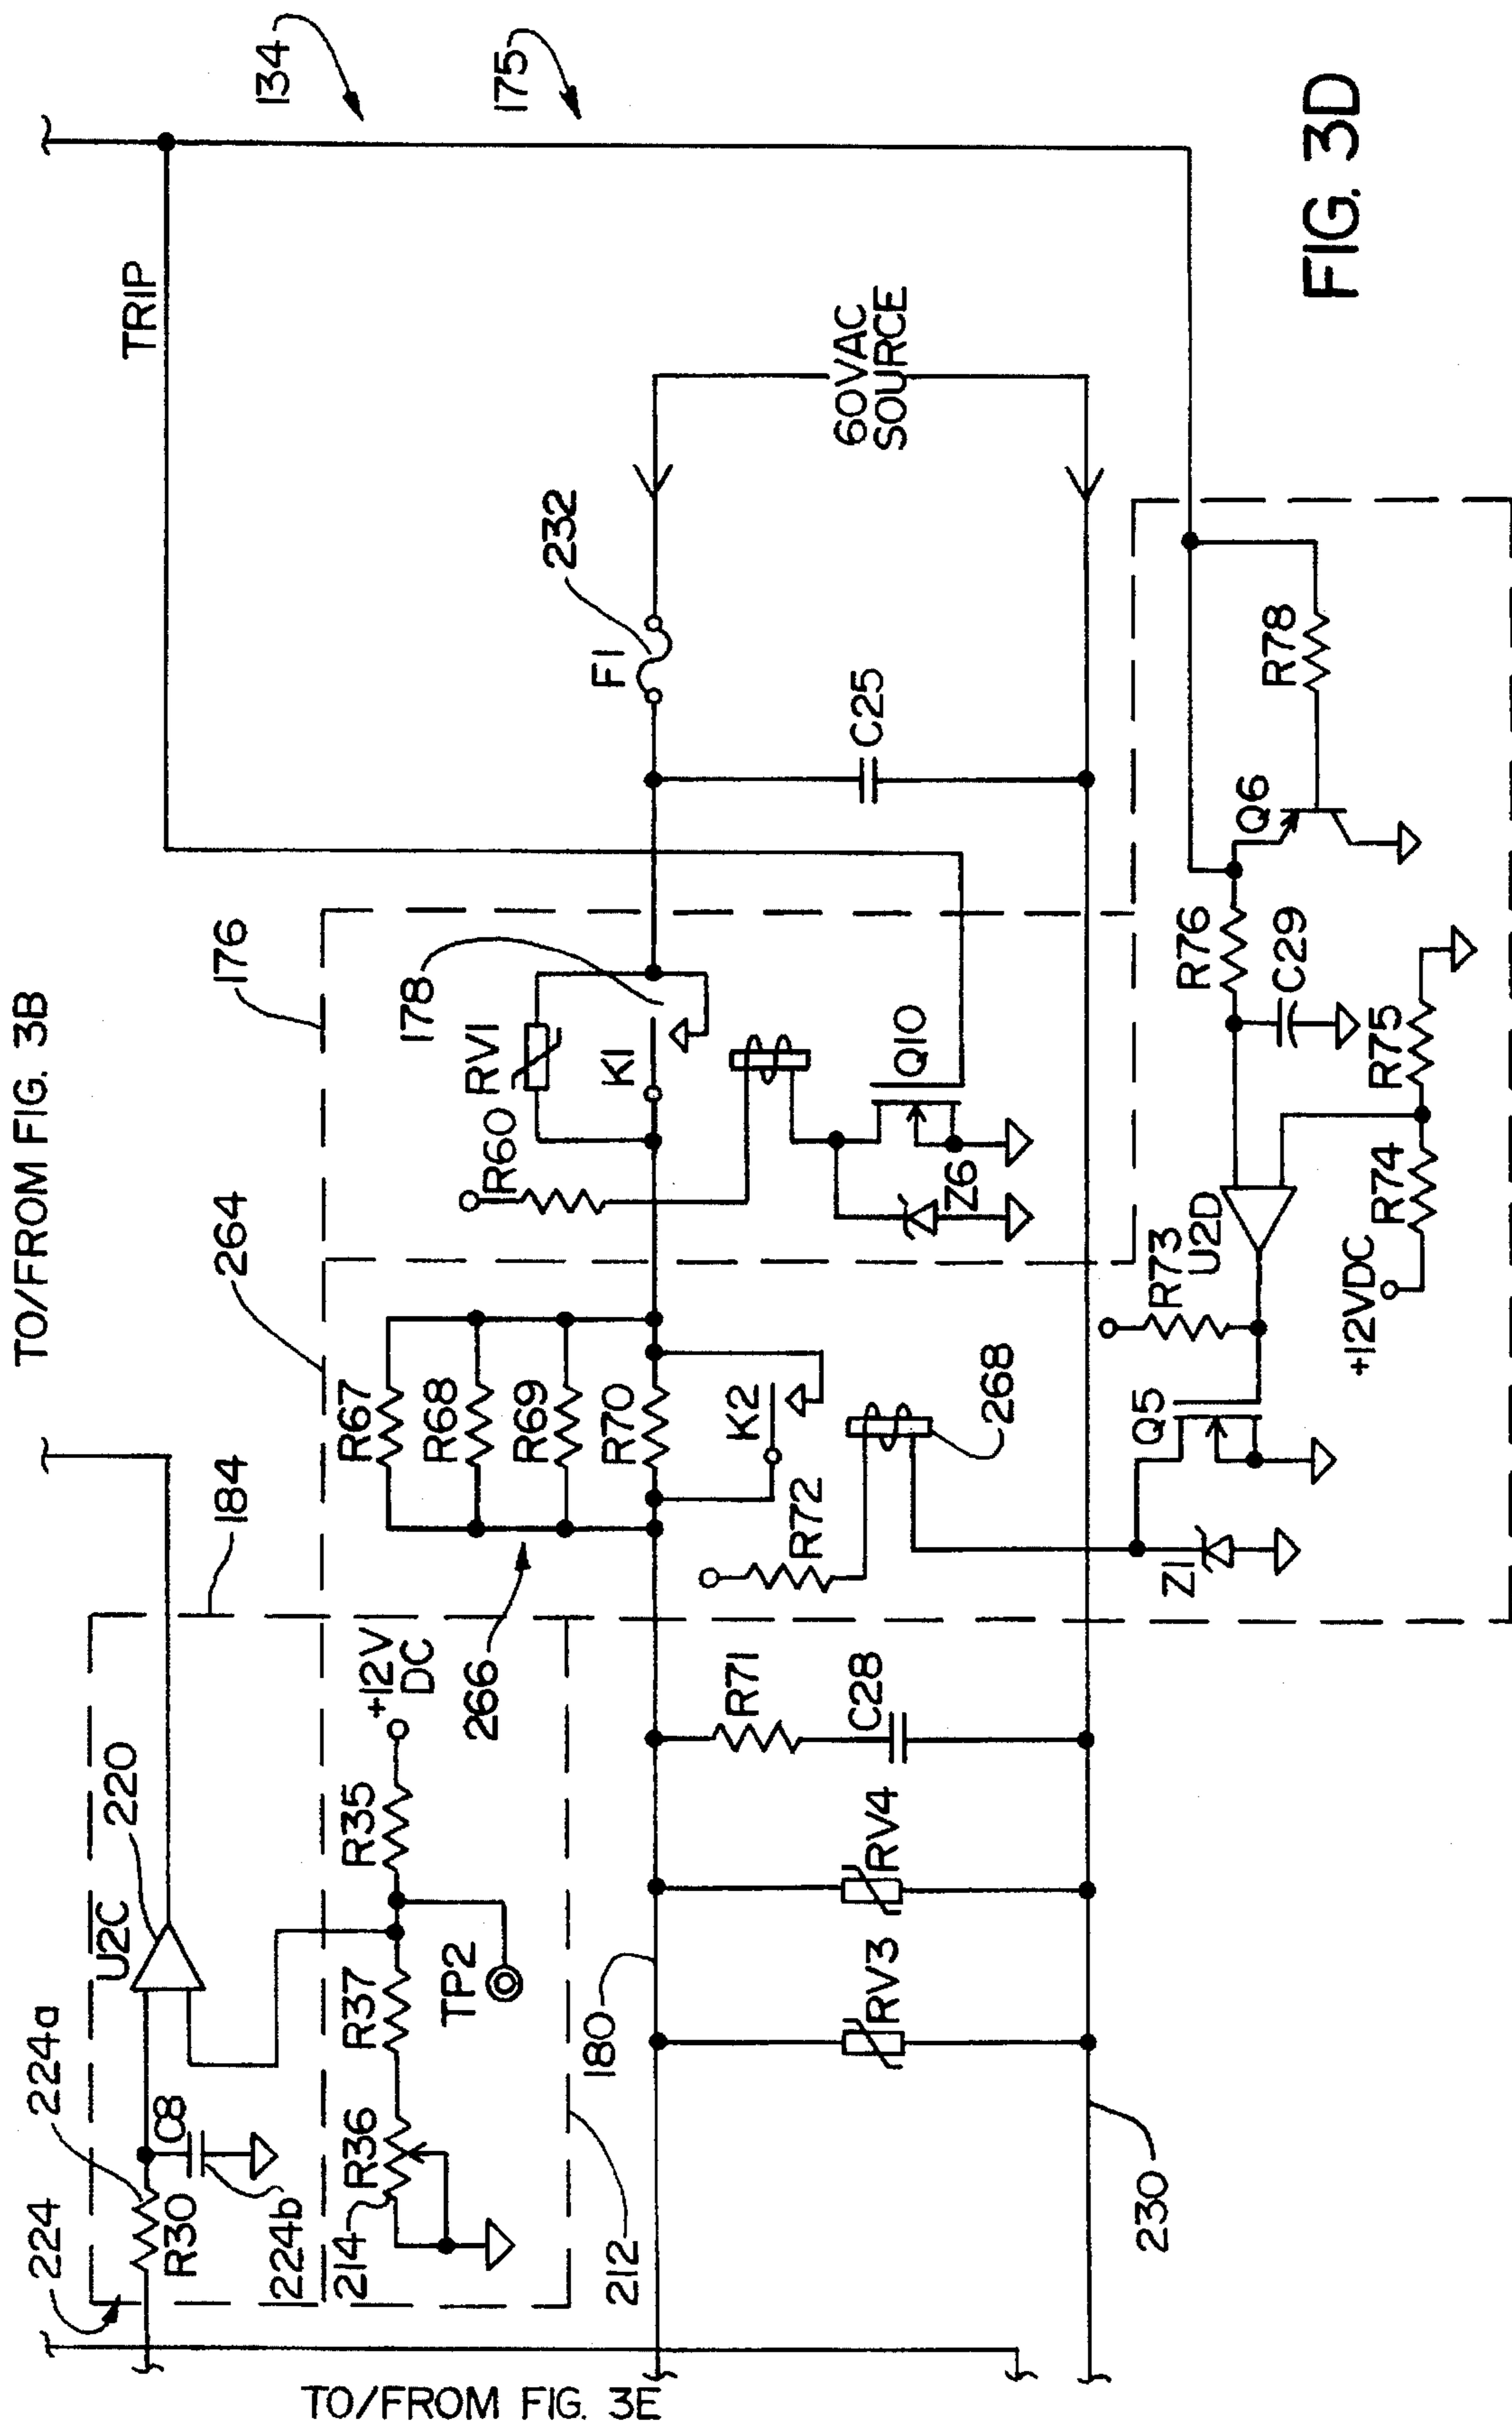 TO/FROM FIG. 3B
134
175
TRIP
224
224a
R30
C8
224b
U2C
220
184
264
176
214
R36
R37
R35
+12V
DC
TP2
212
266
R67
R68
R69
R70
K2
R72
268
R60
RV1
K1
178
Z6
Q10
F1
232
60VAC
SOURCE
C25
180
RV3
RV4
R71
C28
230
Z1
Q5
R73
U2D
+12VDC
R74
R75
R76
C29
Q6
R78
TO/FROM FIG. 3E
FIG. 3D